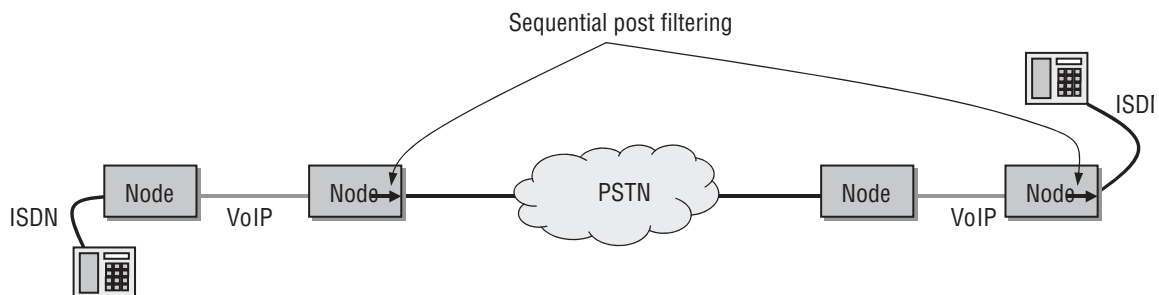 Sequential post filtering
ISDN
Node
VoIP
Node
PSTN
Node
VoIP
Node
ISDN